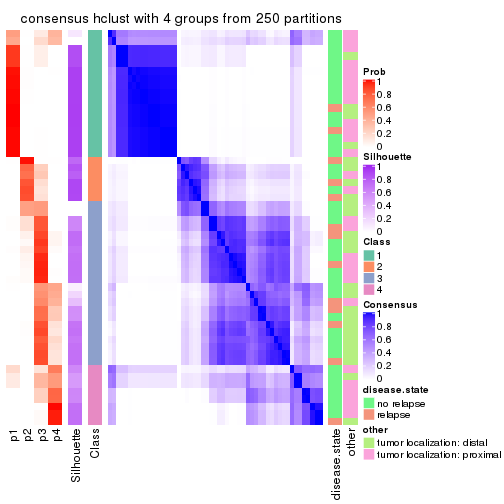 consensus hclust with 4 groups from 250 partitions
Prob
1
0.8
0.6
0.4
0.2
0
Silhouette
1
0.8
0.6
0.4
0.2
0
Class
1
2
3
4
Consensus
1
0.8
0.6
0.4
0.2
0
disease.state
no relapse
relapse
other
tumor localization: distal
tumor localization: proximal
p1
p2
p3
p4
Silhouette
Class
disease.state
other